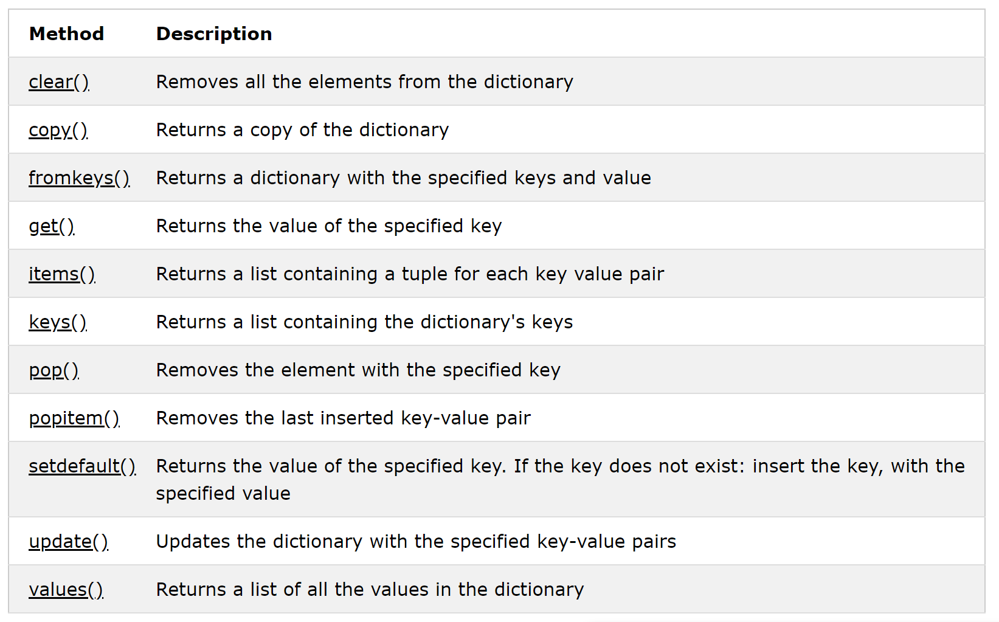 Method Description
clear() Removes all the elements from the dictionary
copy() Returns a copy of the dictionary
fromkeys() Returns a dictionary with the specified keys and value
get() Returns the value of the specified key
items() Returns a list containing a tuple for each key value pair
keys() Returns a list containing the dictionary's keys
pop() Removes the element with the specified key
popitem() Removes the last inserted key-value pair
setdefault() Returns the value of the specified key. If the key does not exist: insert the key, with the
specified value
update() Updates the dictionary with the specified key-value pairs
values() Returns a list of all the values in the dictionary